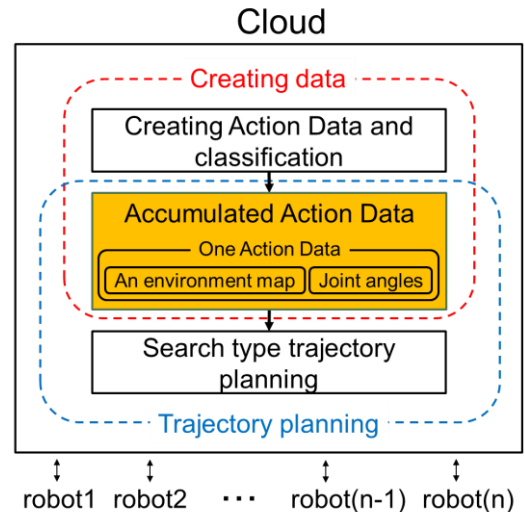 Cloud
Creating data
Creating Action Data and
classification
Accumulated Action Data
One Action Data
An environment map Joint angles
Search type trajectory
planning
Trajectory planning
robot1 robot2 ··· robot(n-1) robot(n)